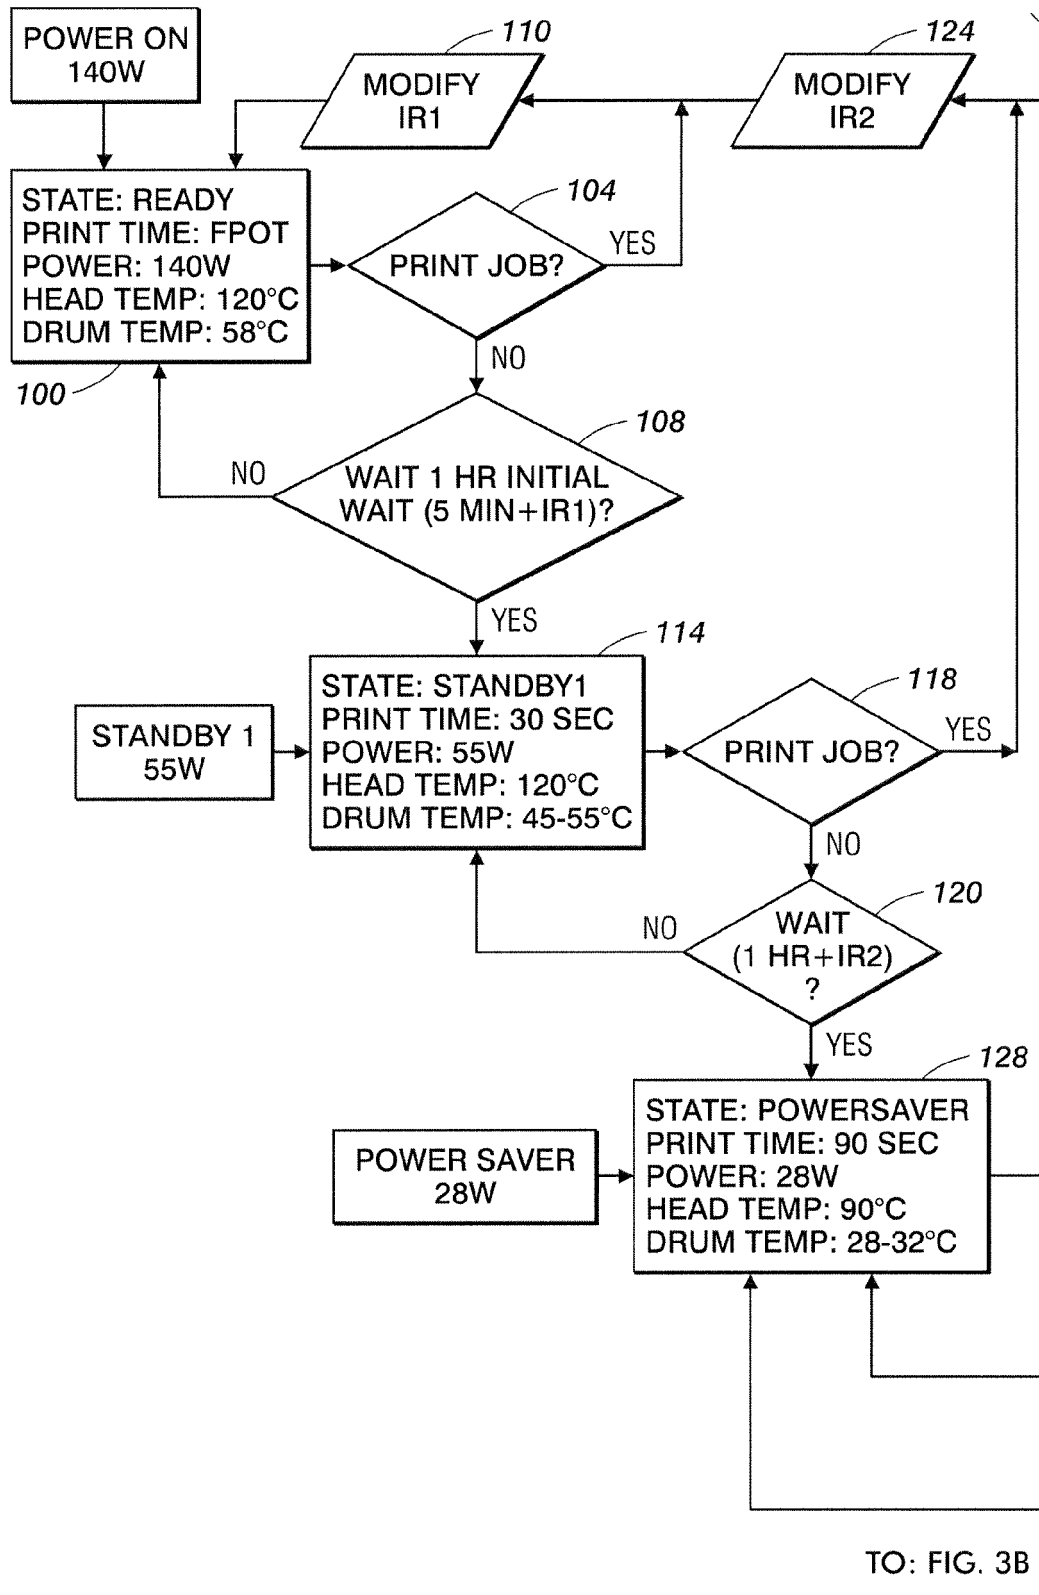 POWER ON
140W
110
MODIFY
IR1
124
MODIFY
IR2
STATE: READY
PRINT TIME: FPOT
POWER: 140W
HEAD TEMP: 120°C
DRUM TEMP: 58°C
100
104
PRINT JOB?
YES
NO
108
WAIT 1 HR INITIAL
WAIT (5 MIN+IR1)?
NO
YES
114
STATE: STANDBY1
PRINT TIME: 30 SEC
POWER: 55W
HEAD TEMP: 120°C
DRUM TEMP: 45-55°C
STANDBY 1
55W
118
PRINT JOB?
YES
NO
120
WAIT
(1 HR+IR2)
?
NO
YES
128
STATE: POWERSAVER
PRINT TIME: 90 SEC
POWER: 28W
HEAD TEMP: 90°C
DRUM TEMP: 28-32°C
POWER SAVER
28W
TO: FIG. 3B